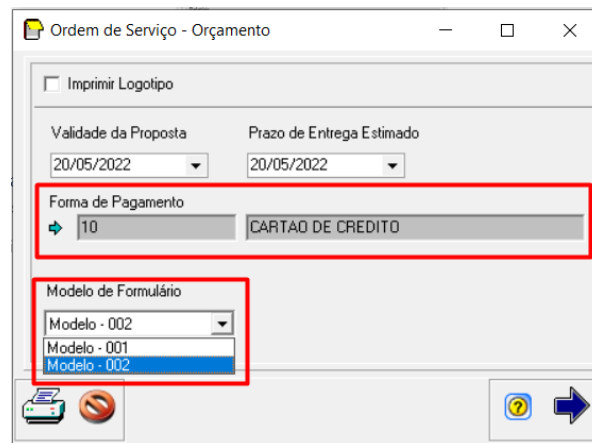 Ordem de Serviço - Orçamento
Imprimir Logotipo
Validade da Proposta Prazo de Entrega Estimado
20/05/2022 20/05/2022
Forma de Pagamento
10 CARTAO DE CREDITO
Modelo de Formulário
Modelo - 002
Modelo - 001
Modelo - 002